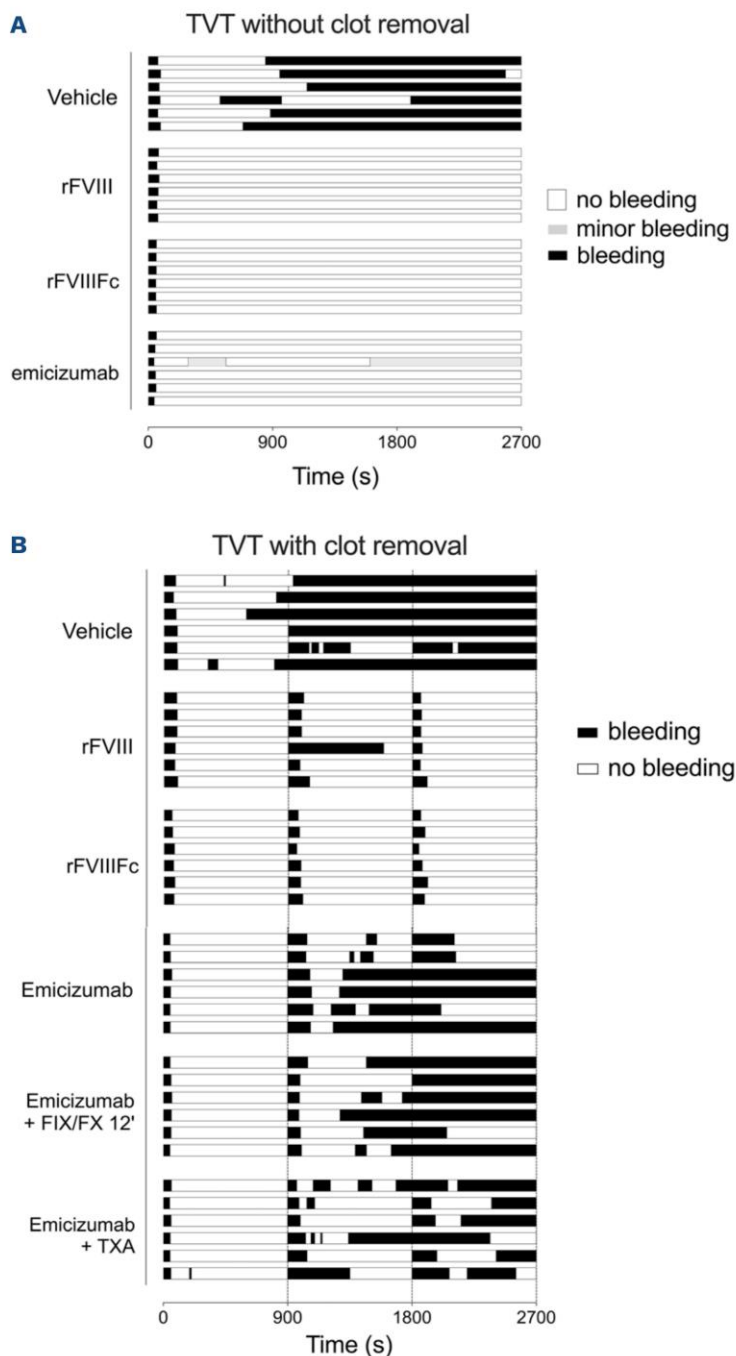 A
TVT without clot removal
Vehicle
rFVIII
rFVIIIFc
emicizumab
no bleeding
minor bleeding
bleeding
0 900 1800 2700
Time (s)
B
TVT with clot removal
Vehicle
rFVIII
rFVIIIFc
Emicizumab
Emicizumab
+ FIX/FX 12'
Emicizumab
+ TXA
bleeding
no bleeding
0 900 1800 2700
Time (s)